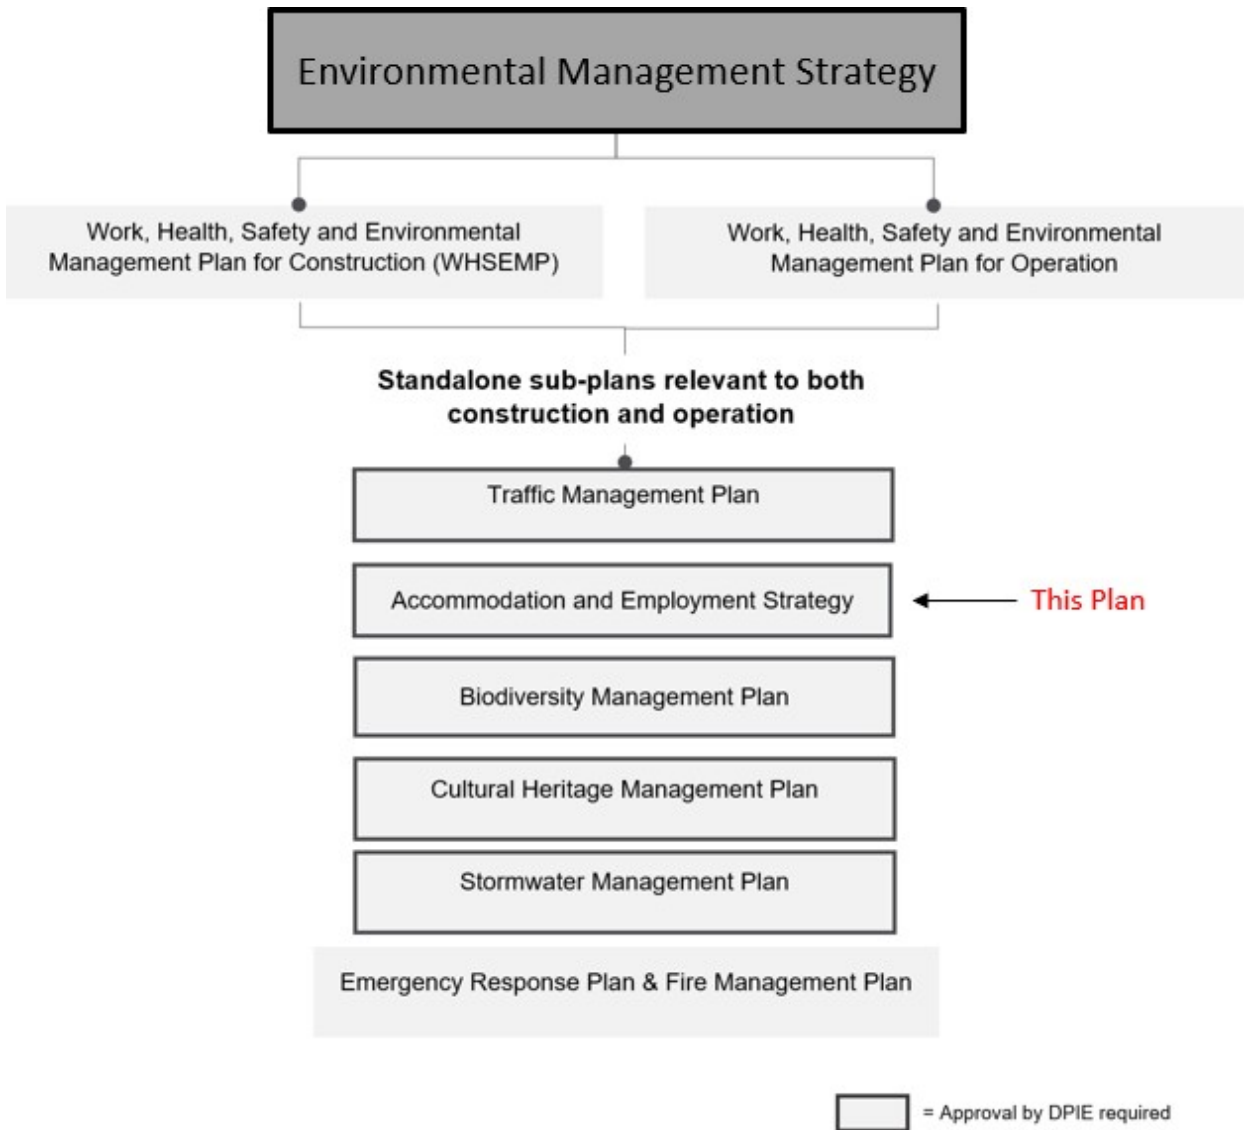 Environmental Management Strategy
Work, Health, Safety and Environmental
Management Plan for Construction (WHSEMP)
Work, Health, Safety and Environmental
Management Plan for Operation
Standalone sub-plans relevant to both
construction and operation
Traffic Management Plan
Accommodation and Employment Strategy
This Plan
Biodiversity Management Plan
Cultural Heritage Management Plan
Stormwater Management Plan
Emergency Response Plan & Fire Management Plan
= Approval by DPIE required